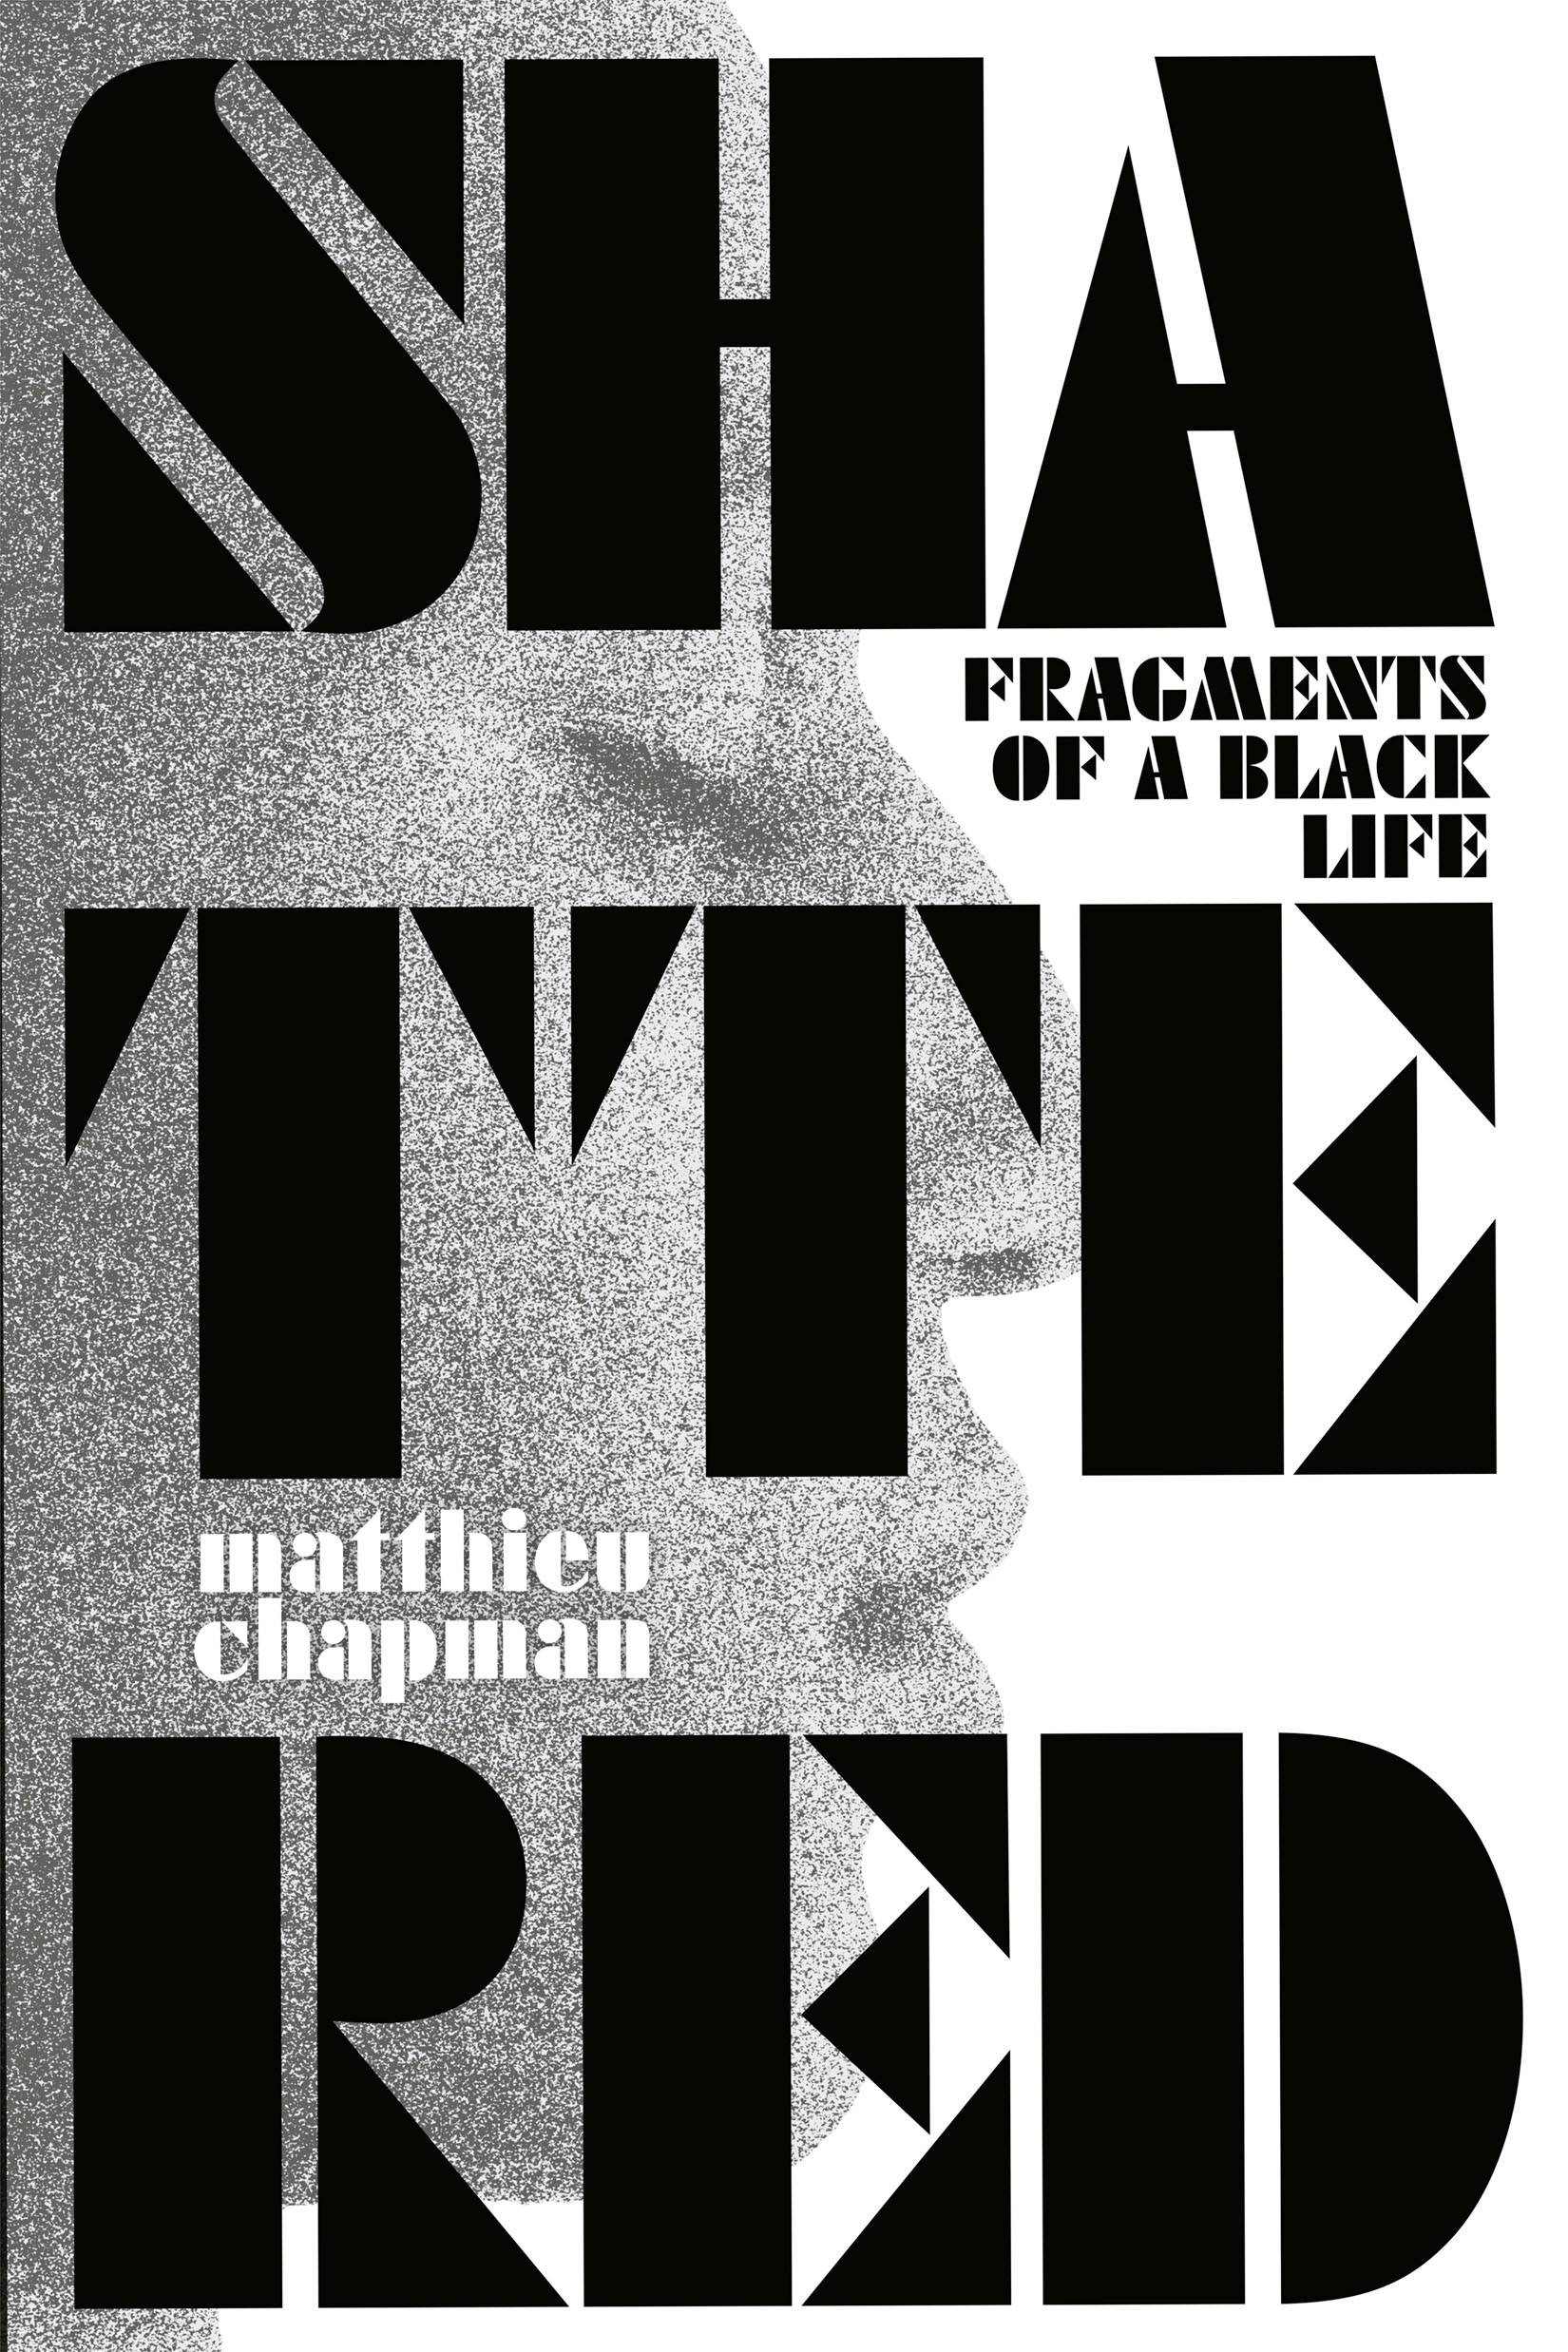 SHA
FRAGMENTS
OF A BLACK
LIFE
TTE
matthieu
chapman
RED